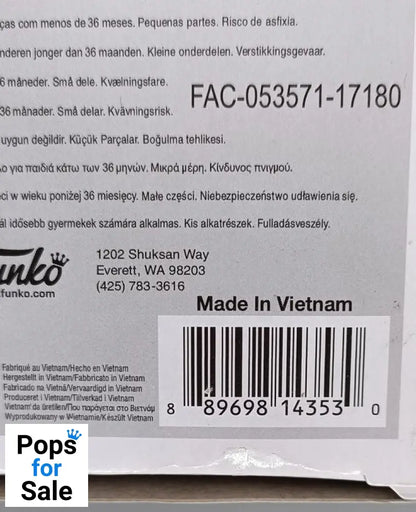 ças com menos de 36 meses. Pequenas partes. Risco de asfixia.
nderen jonger dan 36 maanden. Kleine onderdelen. Verstikkingsgevaar.
6 måneder. Små dele. Kvælningsfare.
FAC-053571-17180
36 månader. Små delar. Kvävningsrisk.
uygun değildir. Küçük Parçalar. Boğulma tehlikesi.
λο για παιδιά κάτω των 36 μηνών. Μικρά μέρη. Κίνδυνος πνιγμού.
ci w wieku poniżej 36 miesięcy. Małe części. Niebezpieczeństwo udławienia się.
ál idősebb gyermekek számára alkalmas. Kis alkatrészek. Fulladásveszély.
unko
funko.com
1202 Shuksan Way
Everett, WA 98203
(425) 783-3616
Made In Vietnam
Fabriqué au Vietnam/Hecho en Vietnam
Hergestellt in Vietnam/Fabbricato in Vietnam
Fabricado na Vietnã/Vervaardigd in Vietnam
Produceret i Vietnam/Tillverkad i Vietnam
Vietnam'da üretilen/Που παράγεται στο Βιετνάμ
Wyprodukowany w Wietnamie/Készült Vietnam
8 89698 14353 0
Pops
for
Sale